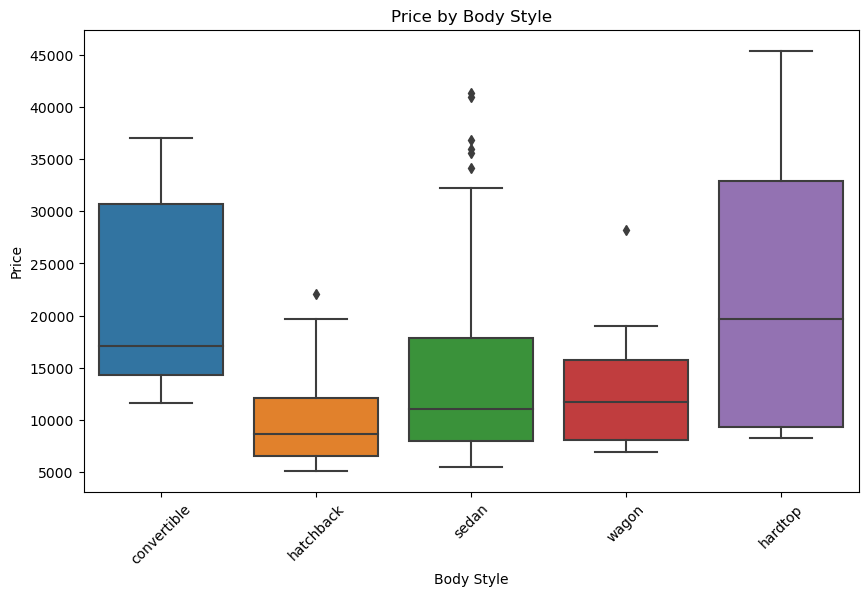 Price by Body Style
Price
45000
40000
35000
30000
25000
20000
15000
10000
5000
convertible
hatchback
sedan
wagon
hardtop
Body Style